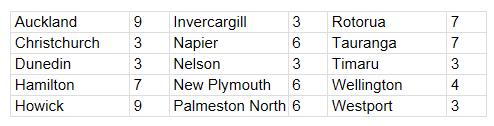 Auckland 9 Invercargill 3 Rotorua 7
Christchurch 3 Napier 6 Tauranga 7
Dunedin 3 Nelson 3 Timaru 3
Hamilton 7 New Plymouth 6 Wellington 4
Howick 9 Palmeston North 6 Westport 3